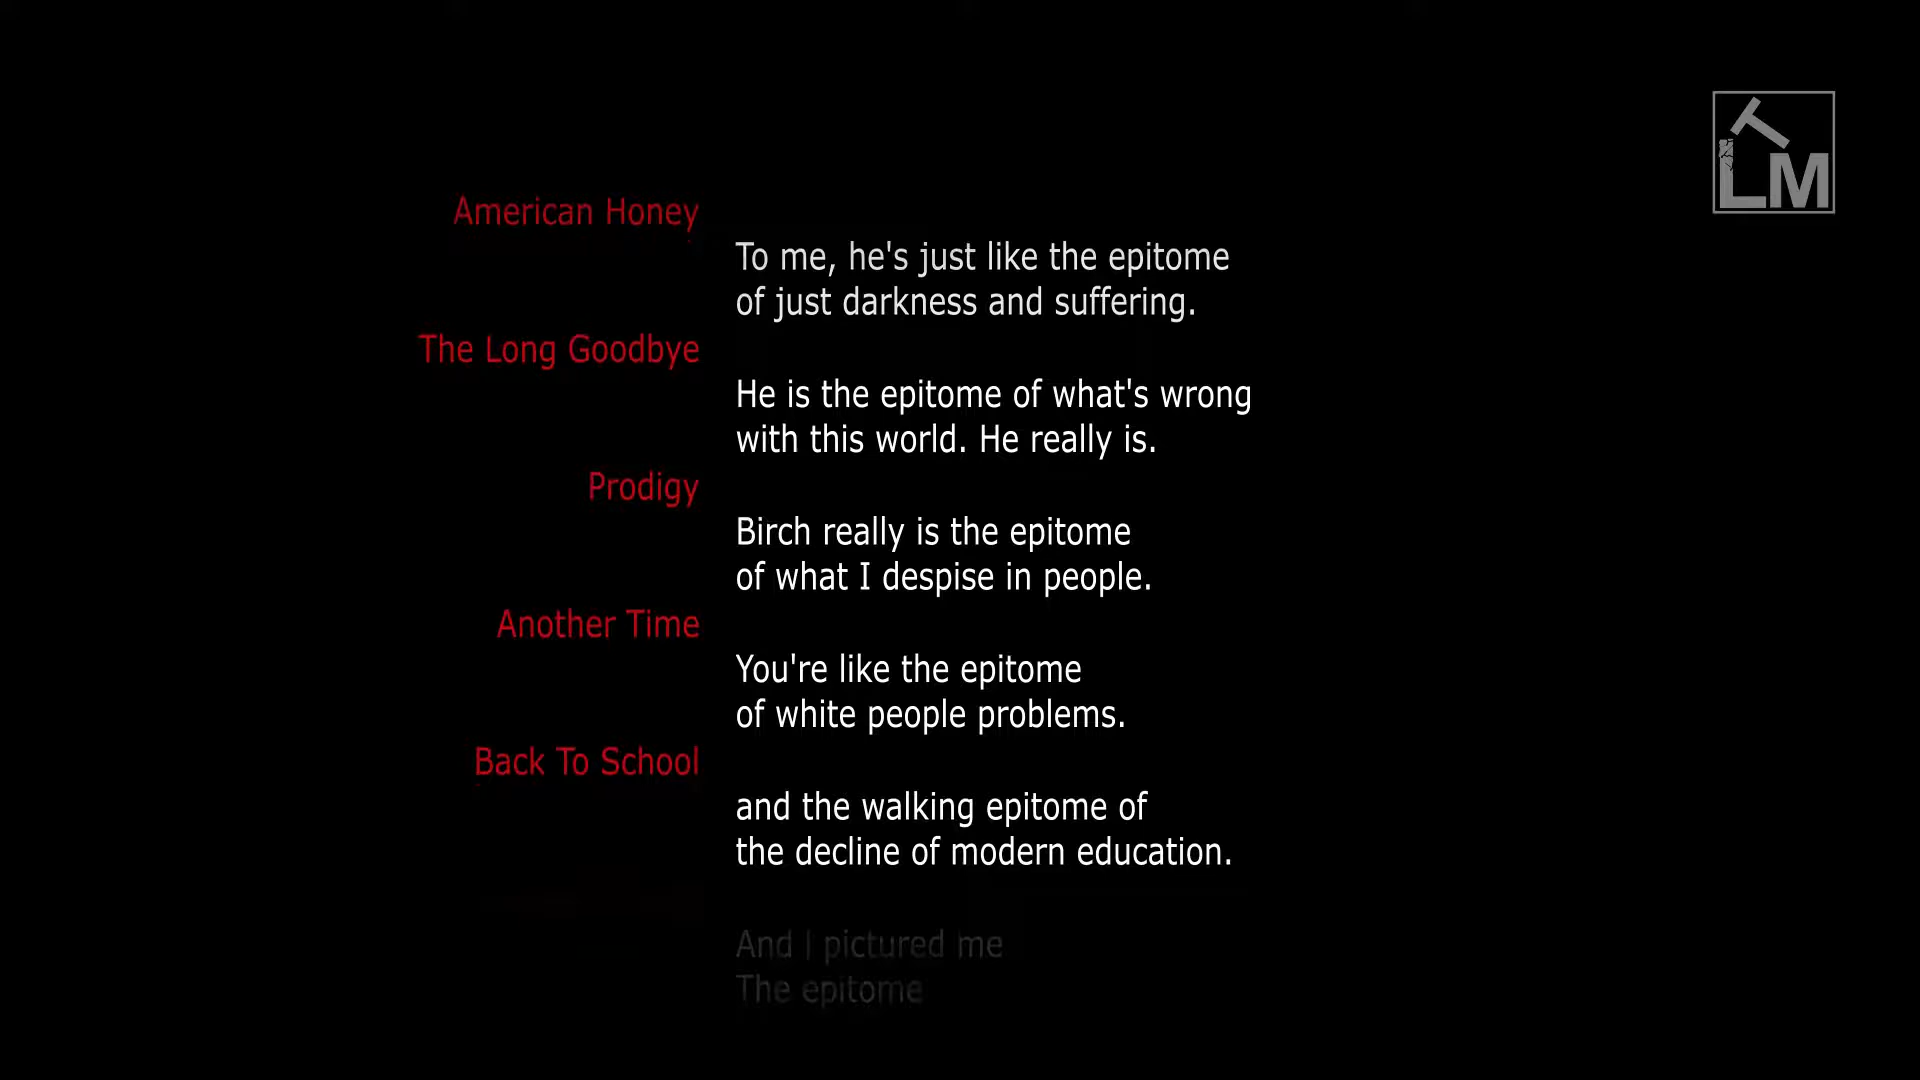 American Honey
To me, he's just like the epitome
of just darkness and suffering.
The Long Goodbye
He is the epitome of what's wrong
with this world. He really is.
Prodigy
Birch really is the epitome
of what I despise in people.
Another Time
You're like the epitome
of white people problems.
Back To School
and the walking epitome of
the decline of modern education.
And I pictured me
The epitome
TLM